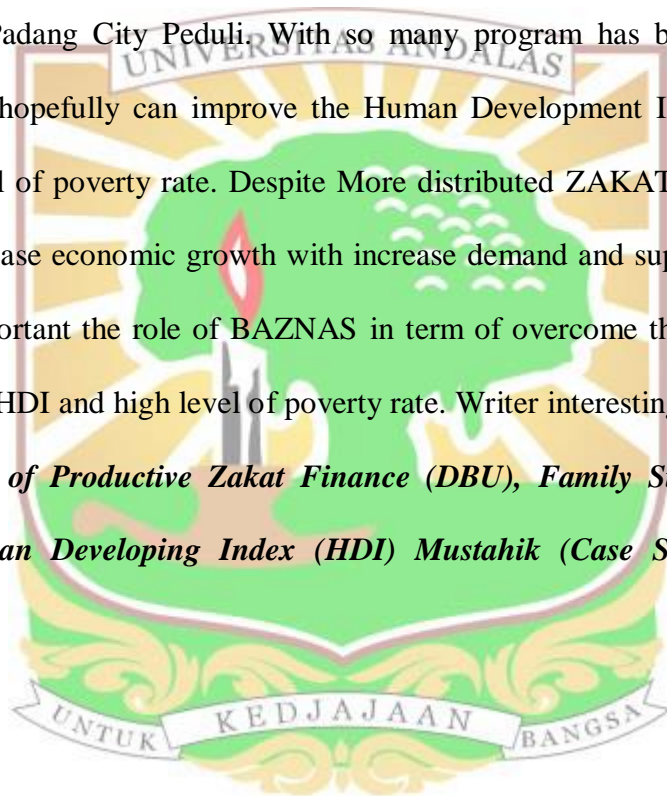 Padang City Peduli. With so many program has b
UNIVERSITAS ANDALAS
hopefully can improve the Human Development I
l of poverty rate. Despite More distributed ZAKAT
ase economic growth with increase demand and sup
ortant the role of BAZNAS in term of overcome th
HDI and high level of poverty rate. Writer interesting
of Productive Zakat Finance (DBU), Family Si
an Developing Index (HDI) Mustahik (Case S
UNTUK KEDJAJAAN BANGSA